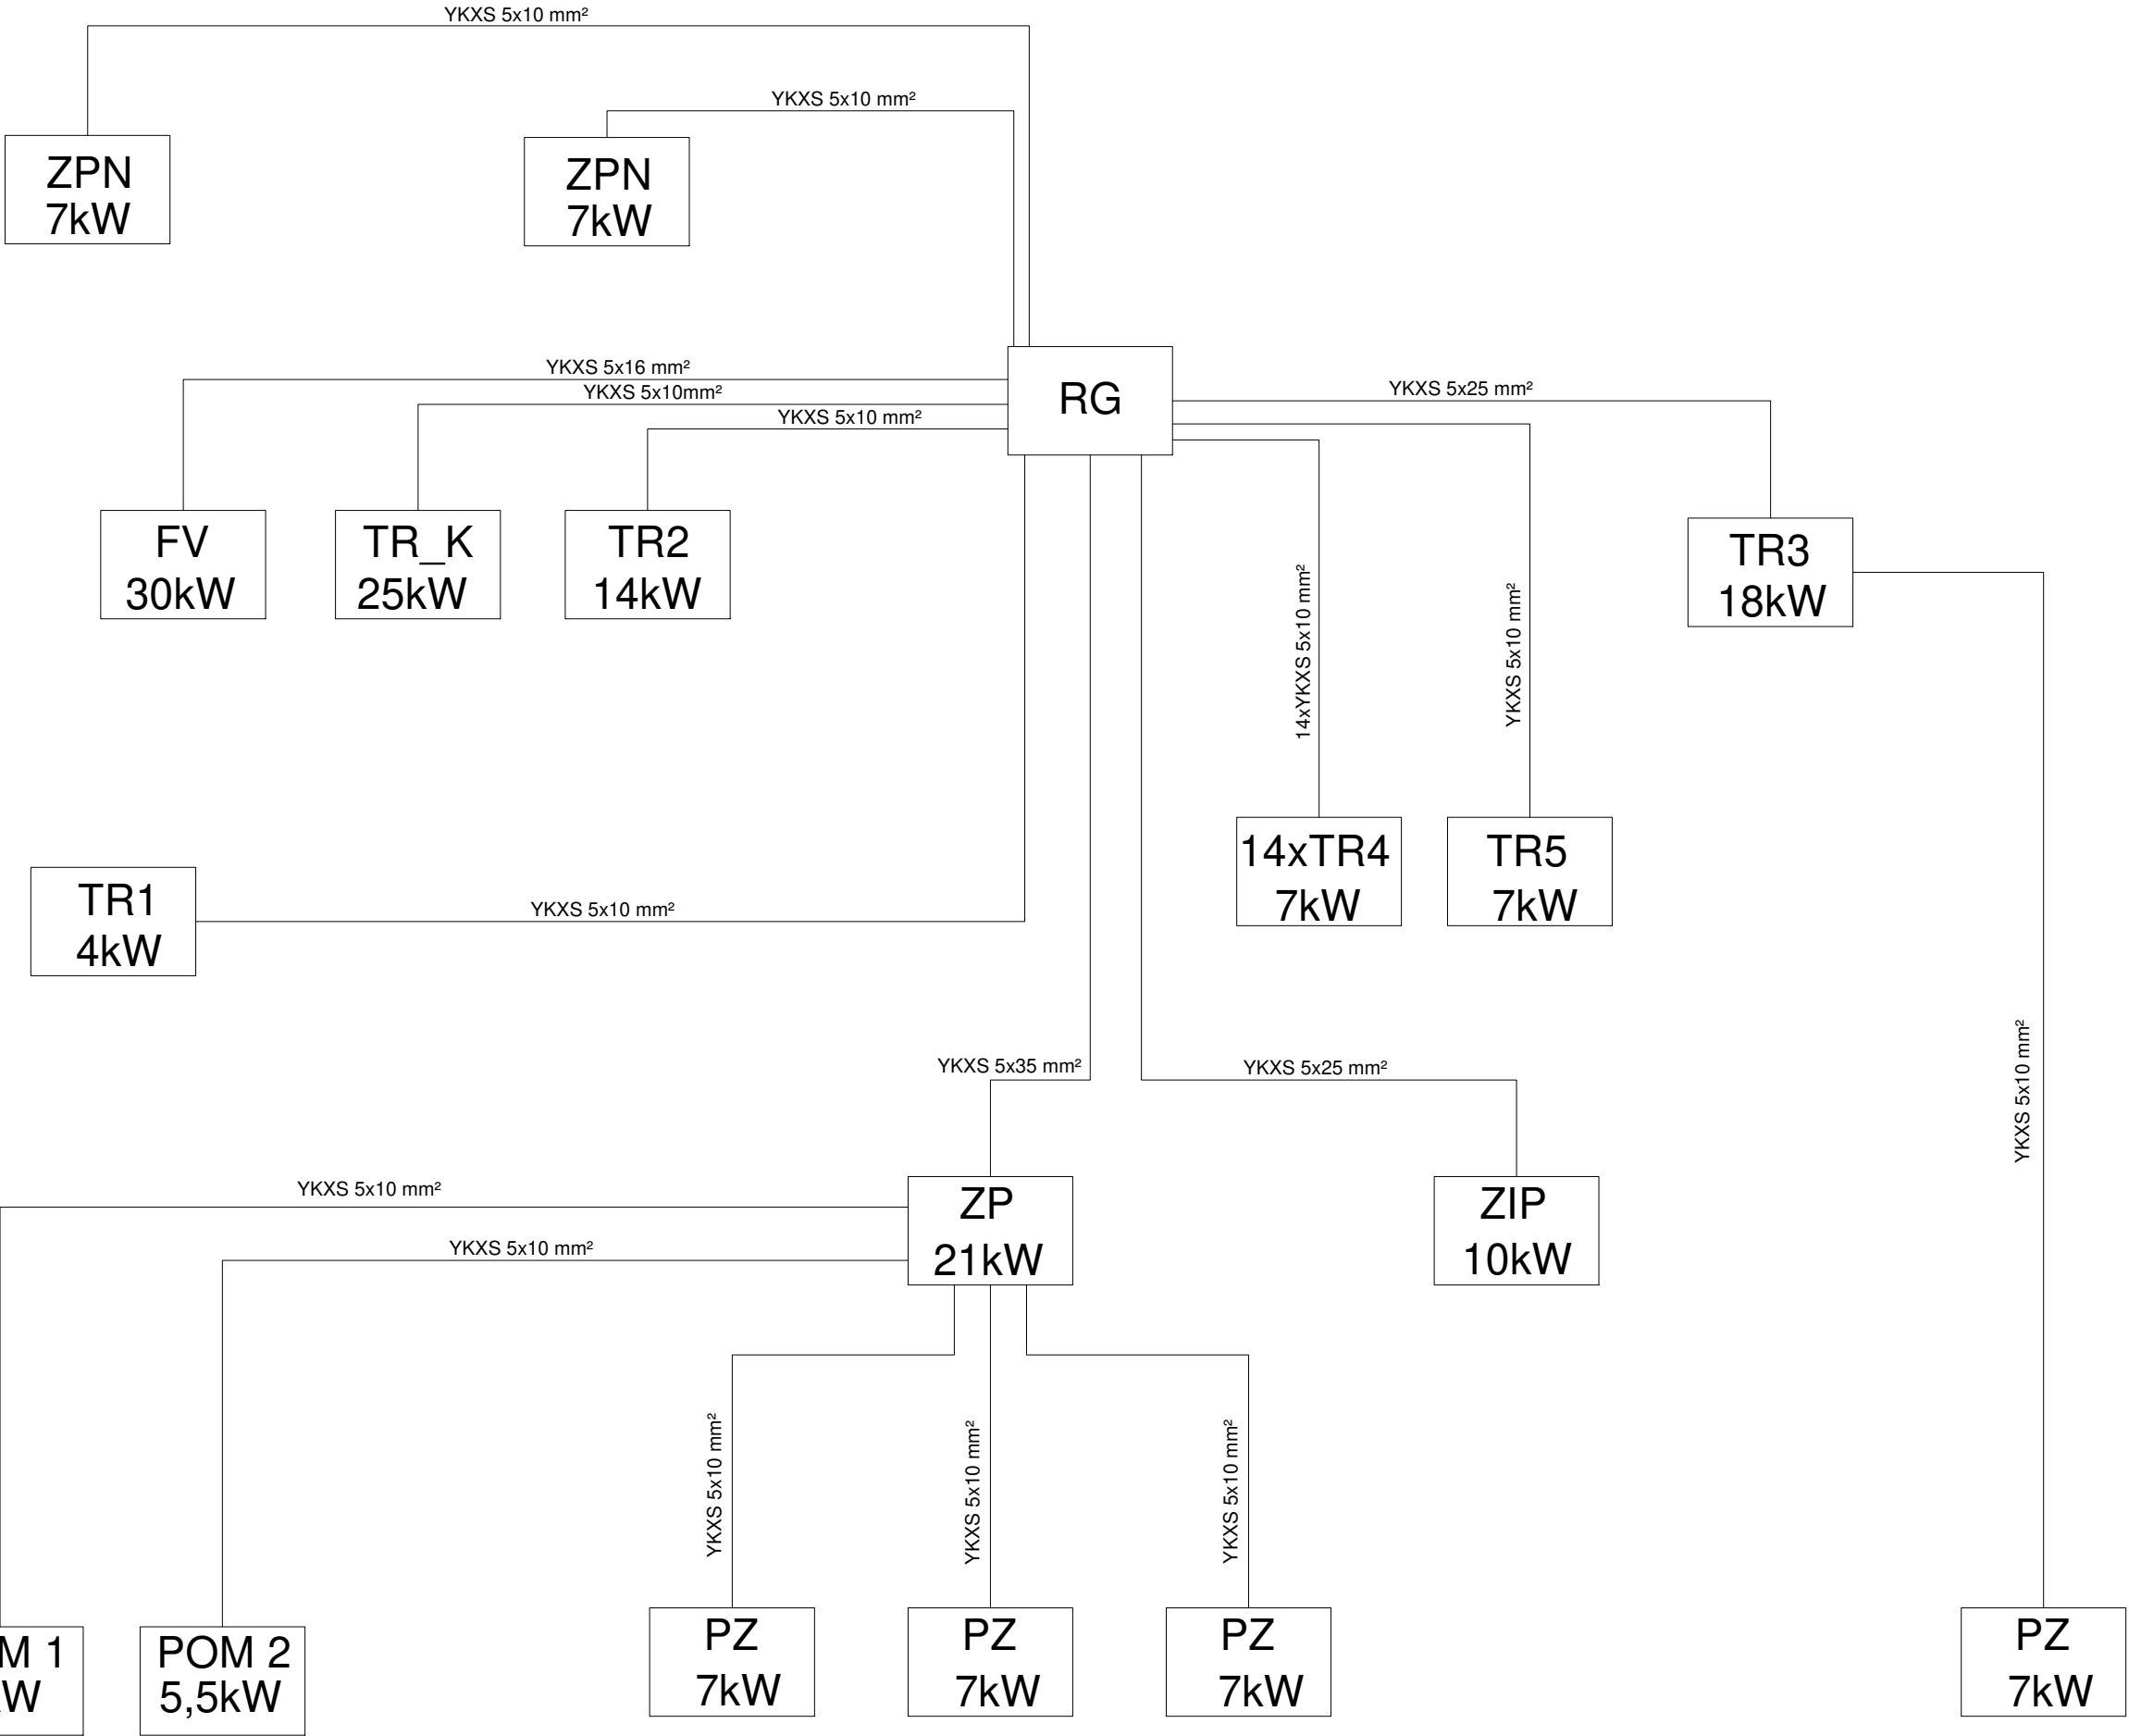 YKXS 5x10 mm²
YKXS 5x10 mm²
ZPN
7kW
ZPN
7kW
YKXS 5x16 mm²
YKXS 5x10mm²
YKXS 5x10 mm²
RG
YKXS 5x25 mm²
FV
30kW
TR_K
25kW
TR2
14kW
TR3
18kW
14xYKXS 5x10 mm²
YKXS 5x10 mm²
14xTR4
7kW
TR5
7kW
TR1
4kW
YKXS 5x10 mm²
YKXS 5x35 mm²
YKXS 5x25 mm²
YKXS 5x10 mm²
YKXS 5x10 mm²
YKXS 5x10 mm²
ZP
21kW
ZIP
10kW
YKXS 5x10 mm²
YKXS 5x10 mm²
YKXS 5x10 mm²
M 1
W
POM 2
5,5kW
PZ
7kW
PZ
7kW
PZ
7kW
PZ
7kW